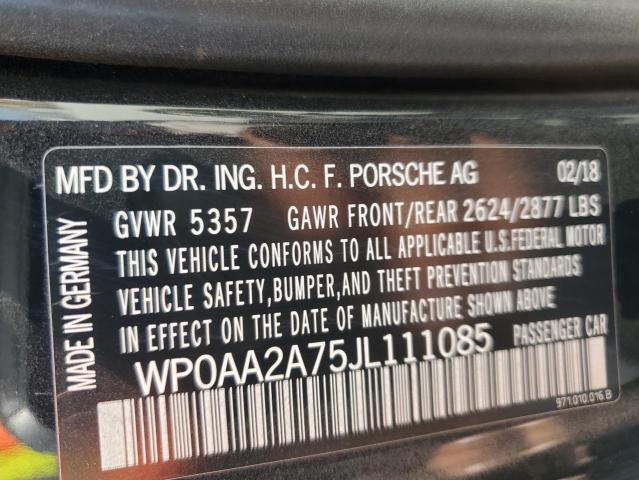 MFD BY DR. ING. H.C. F. PORSCHE AG 02/18
GVWR 5357 GAWR FRONT/REAR 2624/2877 LBS
THIS VEHICLE CONFORMS TO ALL APPLICABLE U.S.FEDERAL MOTOR
VEHICLE SAFETY,BUMPER,AND THEFT PREVENTION STANDARDS
IN EFFECT ON THE DATE OF MANUFACTURE SHOWN ABOVE
WP0AA2A75JL111085 PASSENGER CAR
971.010.016.B
MADE IN GERMANY